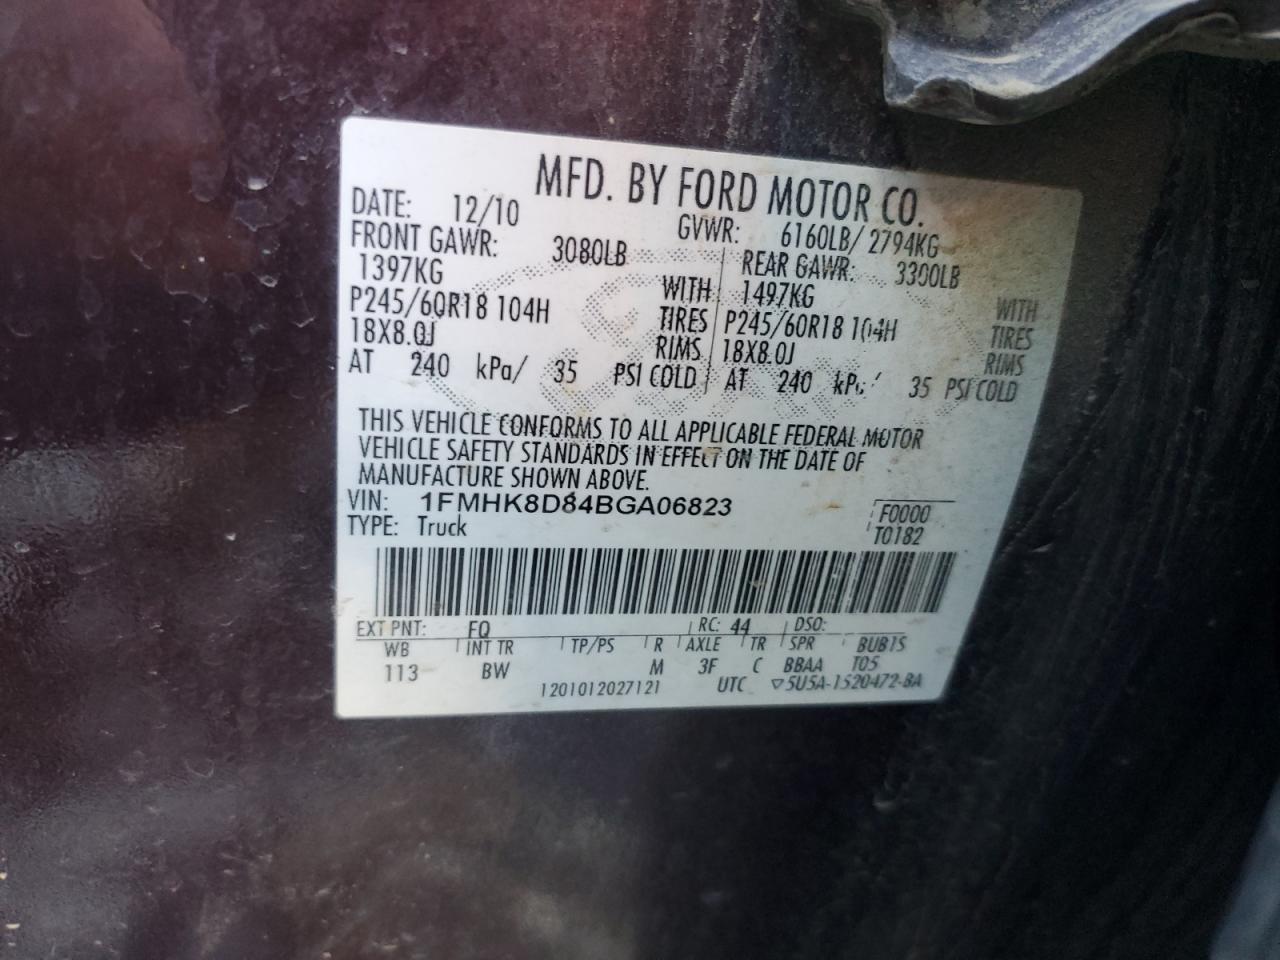 MFD. BY FORD MOTOR CO.
DATE: 12/10 GVWR: 6160LB/2794KG
FRONT GAWR: 3080LB REAR GAWR: 3300LB
1397KG WITH 1497KG WITH
P245/60R18 104H TIRES P245/60R18 104H TIRES
18X8.0J RIMS 18X8.0J RIMS
AT 240 kPa/ 35 PSI COLD AT 240 kPa/ 35 PSI COLD
THIS VEHICLE CONFORMS TO ALL APPLICABLE FEDERAL MOTOR
VEHICLE SAFETY STANDARDS IN EFFECT ON THE DATE OF
MANUFACTURE SHOWN ABOVE.
VIN: 1FMHK8D84BGA06823 F0000
TYPE: Truck T0182
EXT PNT: FQ RC: 44 DSO:
WB INT TR TP/PS R AXLE TR SPR BUBTS
113 BW M 3F C BBAA T05
1201012027121 UTC ▽5U5A-1520472-BA